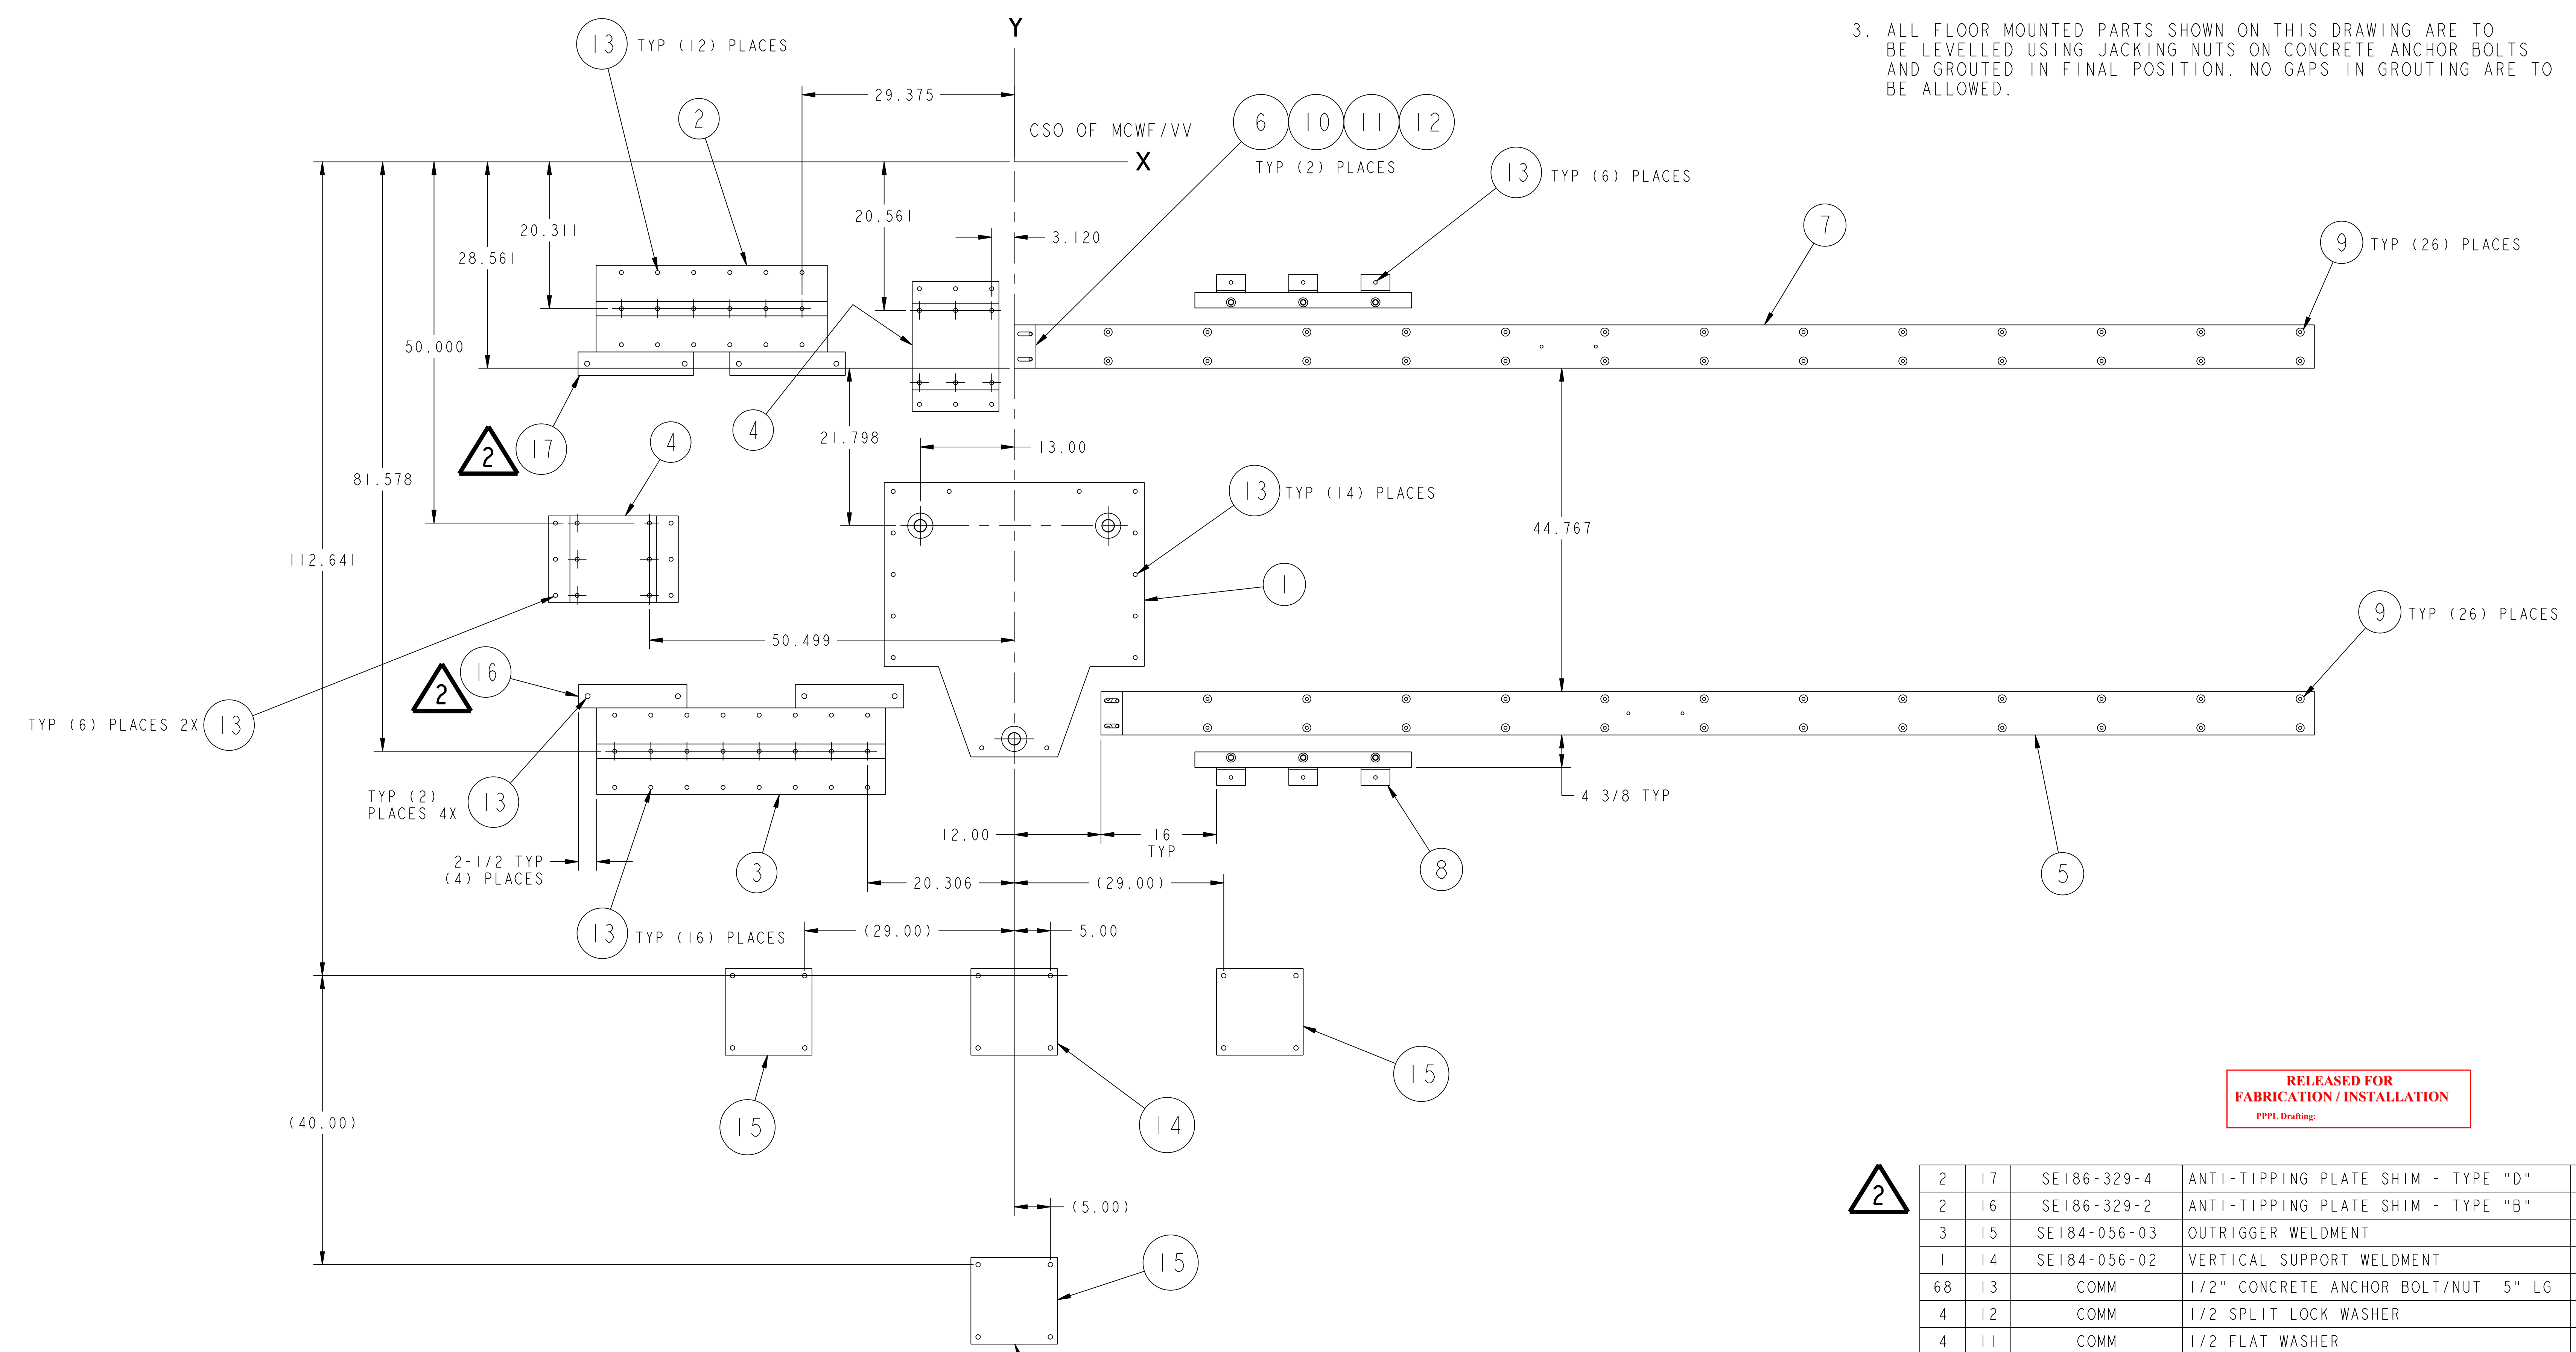 3. ALL FLOOR MOUNTED PARTS SHOWN ON THIS DRAWING ARE TO
BE LEVELLED USING JACKING NUTS ON CONCRETE ANCHOR BOLTS
AND GROUTED IN FINAL POSITION. NO GAPS IN GROUTING ARE TO
BE ALLOWED.
Y
13 TYP (12) PLACES
29.375
2
CSO OF MCWF/VV
X
6 10 11 12
TYP (2) PLACES
13 TYP (6) PLACES
7
9 TYP (26) PLACES
20.311
20.561
3.120
28.561
50.000
4
21.798
13.00
2
17
4
81.578
13 TYP (14) PLACES
44.767
112.641
1
50.499
9 TYP (26) PLACES
2
16
TYP (6) PLACES 2X 13
TYP (2)
PLACES 4X
13
2-1/2 TYP
(4) PLACES
3
12.00
16
TYP
4 3/8 TYP
8
5
20.306
(29.00)
13 TYP (16) PLACES
(29.00)
5.00
15
14
15
(40.00)
(5.00)
15
RELEASED FOR
FABRICATION / INSTALLATION
PPPL Drafting:
2
2 17 SE186-329-4 ANTI-TIPPING PLATE SHIM - TYPE "D"
2 16 SE186-329-2 ANTI-TIPPING PLATE SHIM - TYPE "B"
3 15 SE184-056-03 OUTRIGGER WELDMENT
1 14 SE184-056-02 VERTICAL SUPPORT WELDMENT
68 13 COMM 1/2" CONCRETE ANCHOR BOLT/NUT 5" LG
4 12 COMM 1/2 SPLIT LOCK WASHER
4 11 COMM 1/2 FLAT WASHER